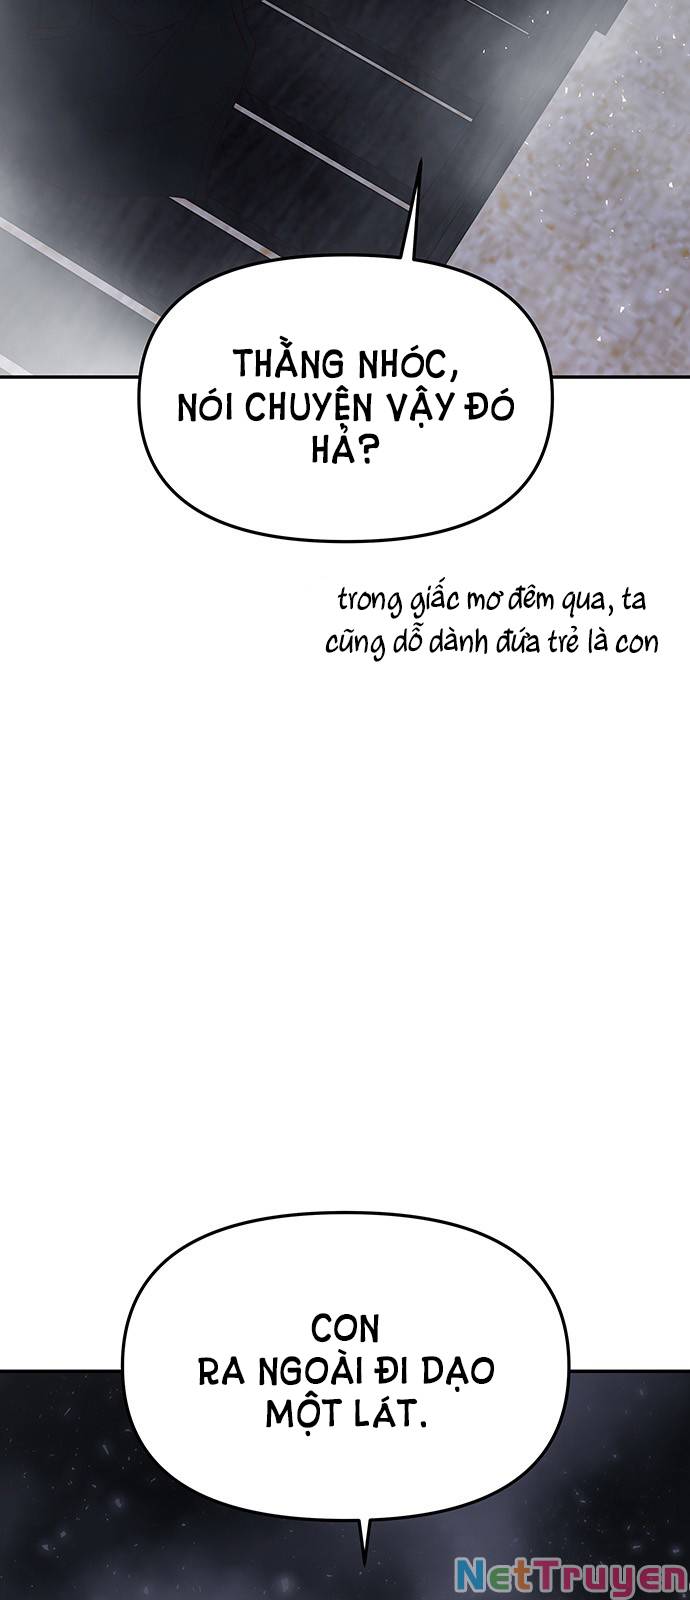 THẰNG NHÓC,
NÓI CHUYỆN VẬY ĐÓ
HẢ?
trong giấc mơ đêm qua, ta
cũng dỗ dành đứa trẻ là con
CON
RA NGOÀI ĐI DẠO
MỘT LÁT.
NetTruyen